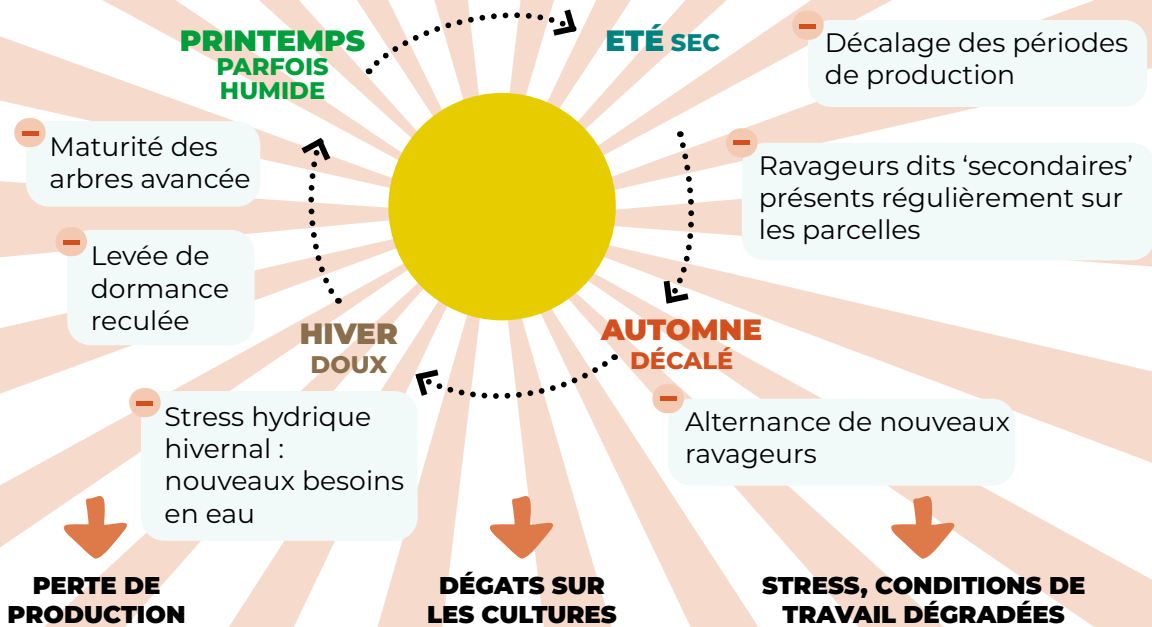 PRINTEMPS
PARFOIS
HUMIDE
ETÉ SEC
Décalage des périodes
de production
Maturité des
arbres avancée
Ravageurs dits ‘secondaires’
présents régulièrement sur
les parcelles
Levée de
dormance
reculée
HIVER
DOUX
AUTOMNE
DÉCALÉ
Stress hydrique
hivernal :
nouveaux besoins
en eau
Alternance de nouveaux
ravageurs
PERTE DE
PRODUCTION
DÉGATS SUR
LES CULTURES
STRESS, CONDITIONS DE
TRAVAIL DÉGRADÉES